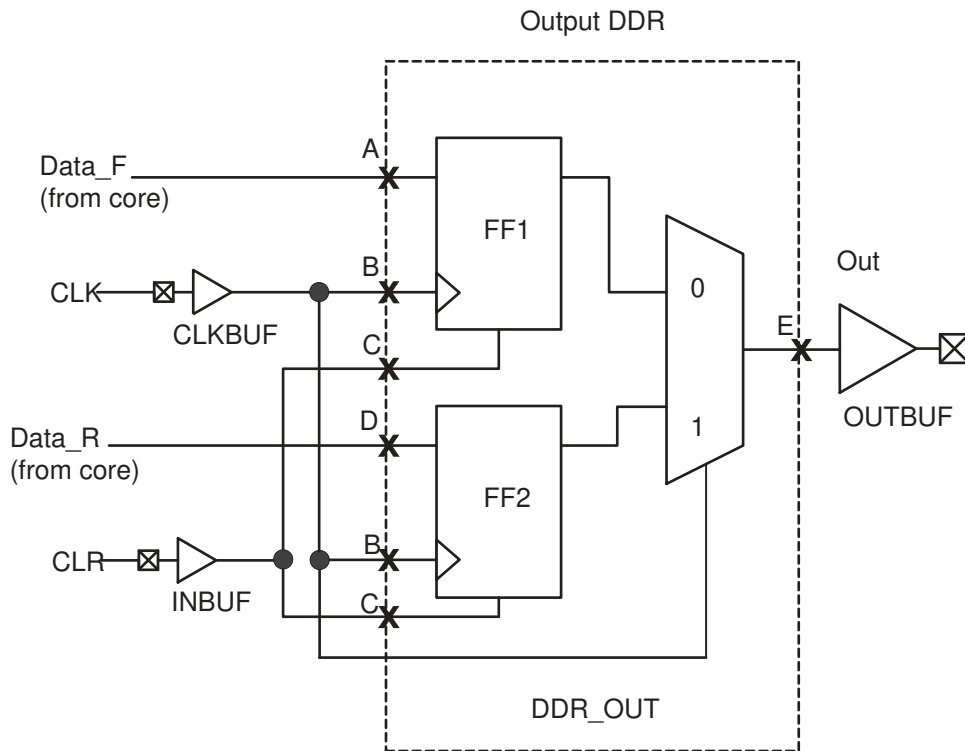 Output DDR
Data_F
(from core)
A
FF1
CLK
CLKBUF
B
0
Out
E
OUTBUF
C
Data_R
(from core)
D
1
FF2
CLR
INBUF
B
C
DDR_OUT